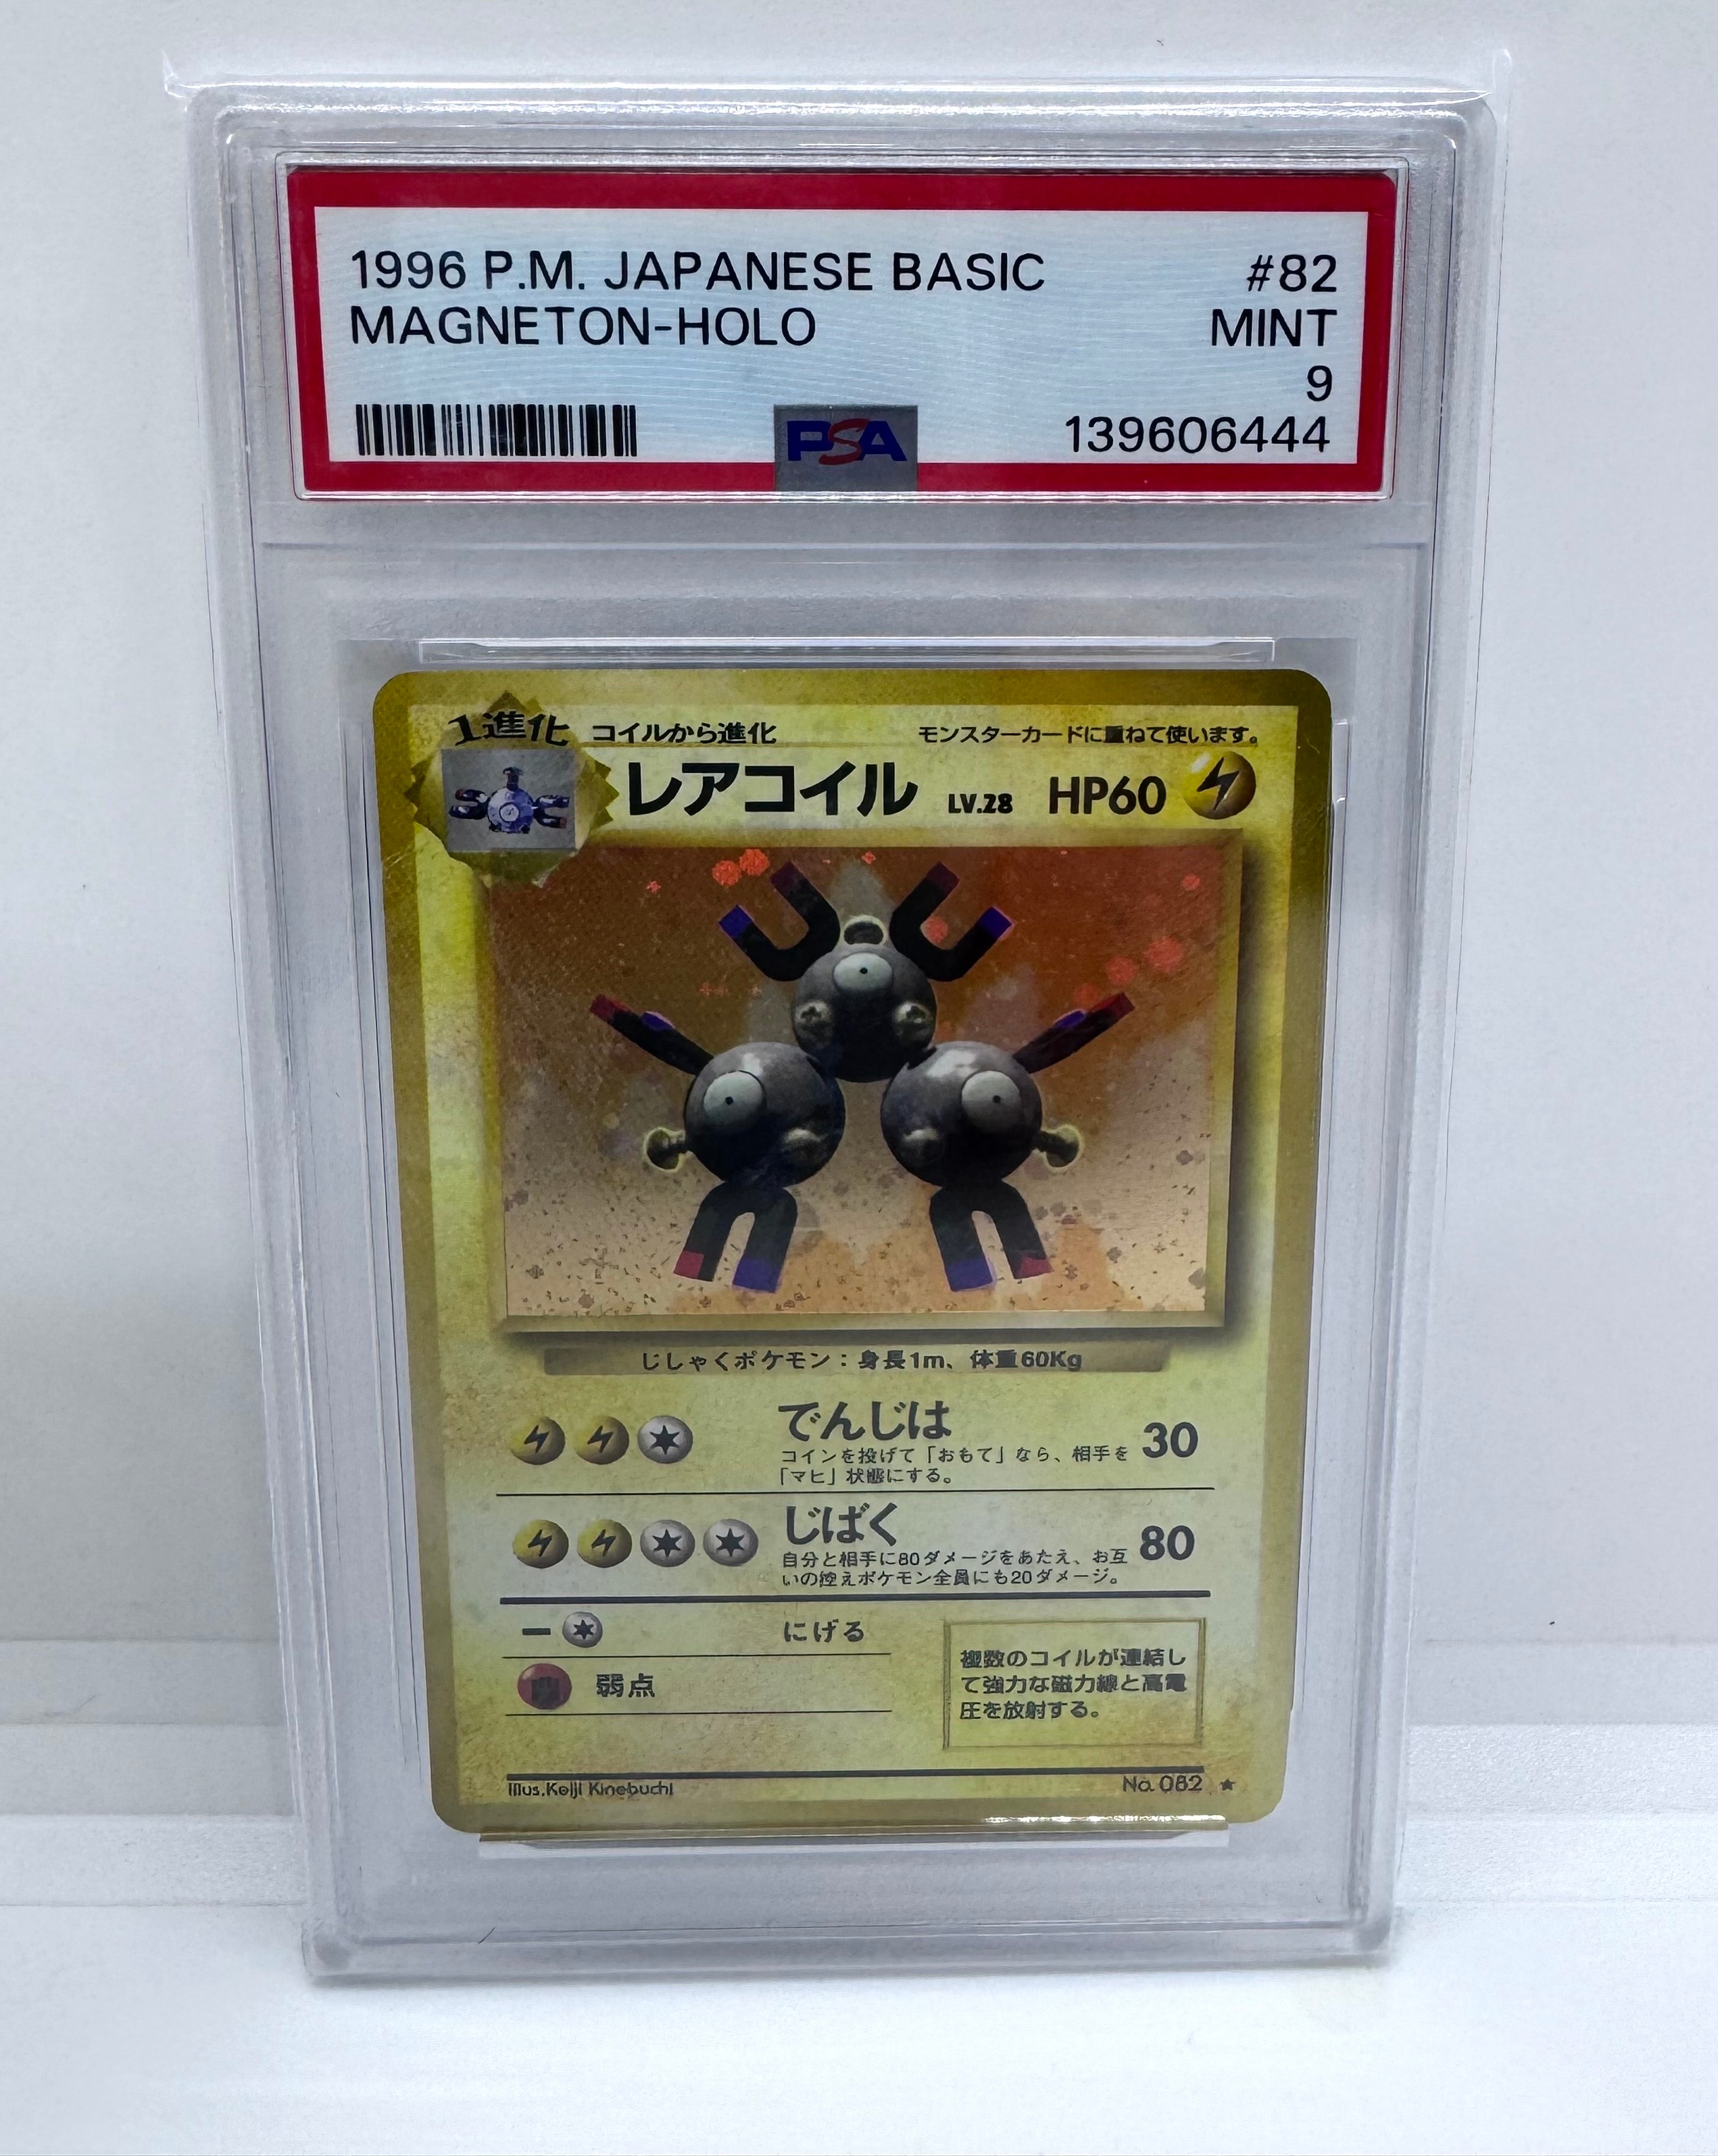 1996 P.M. JAPANESE BASIC #82
MAGNETON-HOLO MINT
9
PSA 139606444
1進化 コイルから進化 モンスターカードに重ねて使います。
レアコイル LV.28 HP60
じしゃくポケモン：身長1m、体重60Kg
でんじは 30
コインを投げて「おもて」なら、相手を
「マヒ」状態にする。
じばく 80
自分と相手に80ダメージをあたえ、お互
いの控えポケモン全員にも20ダメージ。
にげる
弱点
複数のコイルが連結し
て強力な磁力線と高電
圧を放射する。
Illus.Keiji Kinebuchi No.082 ★